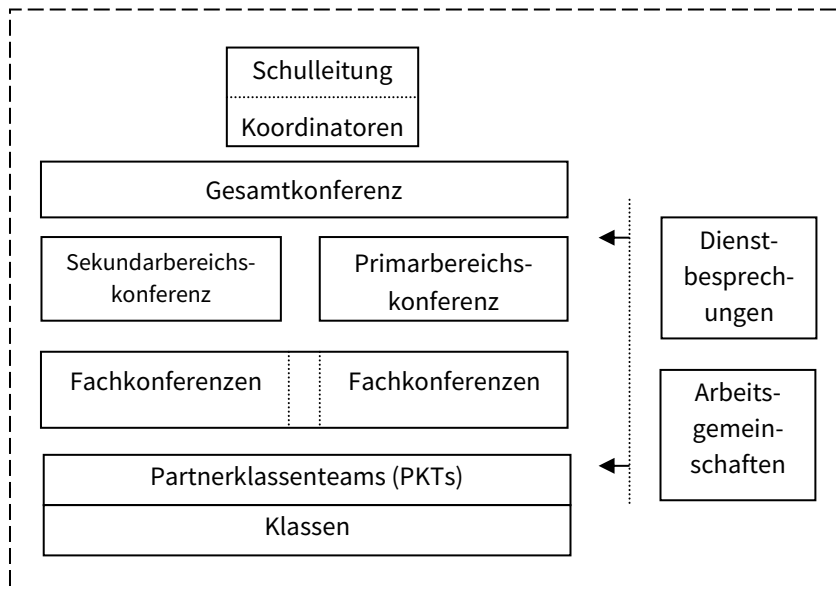 Schulleitung
Koordinatoren
Gesamtkonferenz
Sekundarbereichs-
konferenz
Primarbereichs-
konferenz
Dienst-
besprech-
ungen
Fachkonferenzen
Fachkonferenzen
Arbeits-
gemein-
schaften
Partnerklassenteams (PKTs)
Klassen